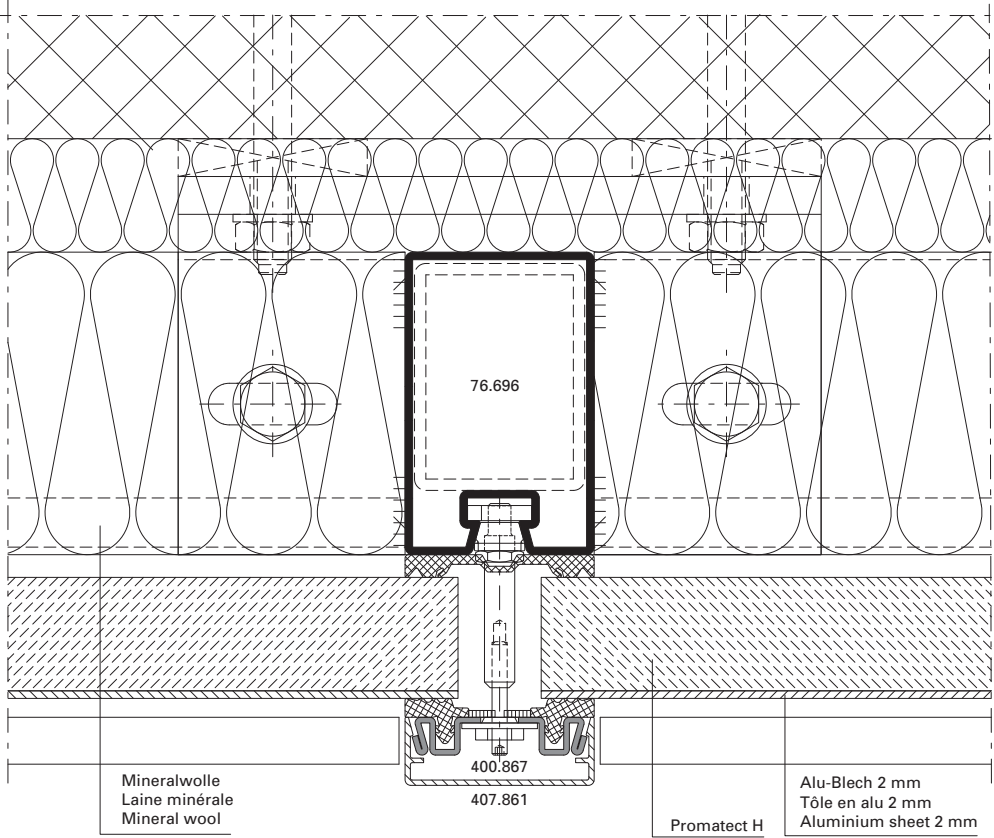 76.696
400.867
407.861
Mineralwolle
Laine minérale
Mineral wool
Promatect H
Alu-Blech 2 mm
Tôle en alu 2 mm
Aluminium sheet 2 mm